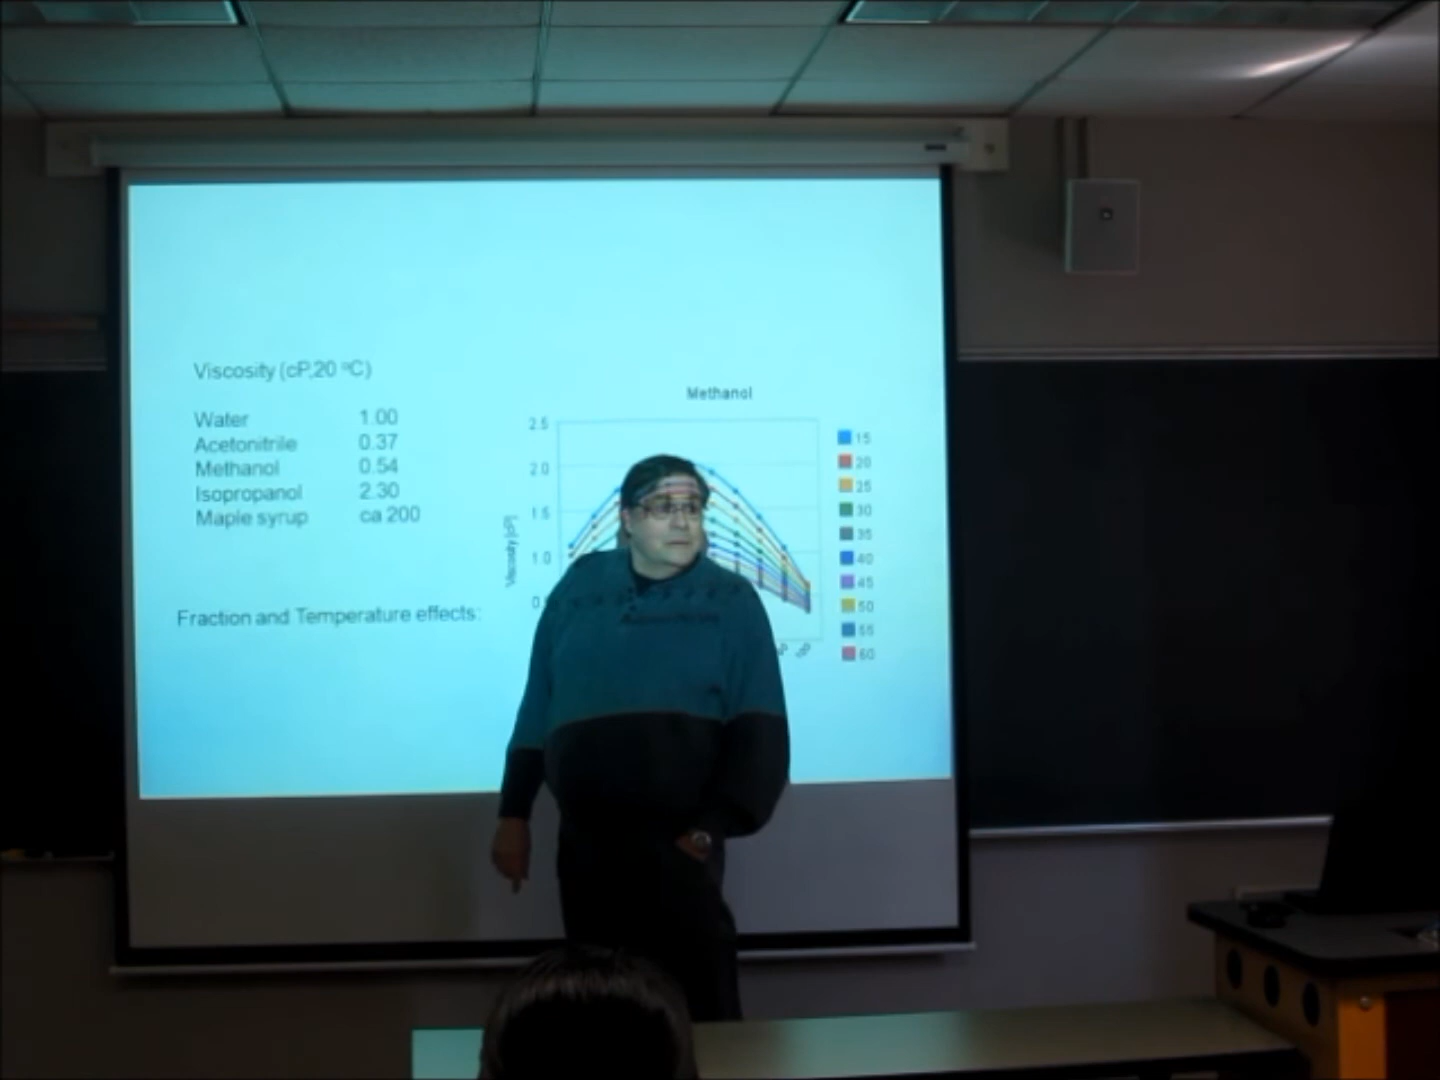 Viscosity (cP,20 ºC)
Water 1.00
Acetonitrile 0.37
Methanol 0.54
Isopropanol 2.30
Maple syrup ca 200
Fraction and Temperature effects:
Methanol
2.5
2.0
1.5
1.0
Viscosity [cP]
15
20
25
30
35
40
45
50
55
60